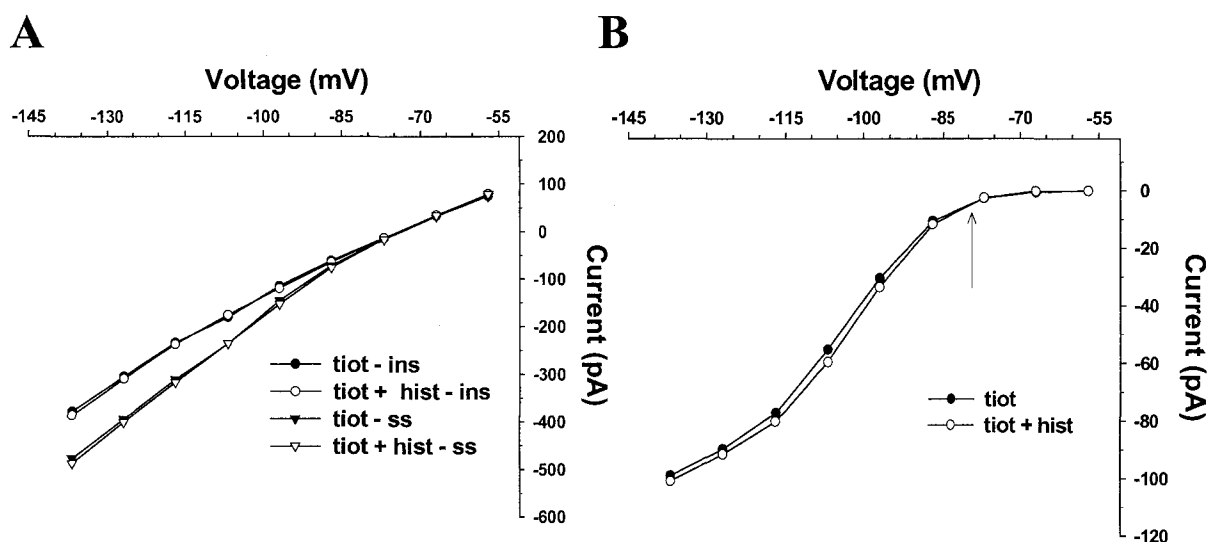 A
Voltage (mV)
-145 -130 -115 -100 -85 -70 -55
200
100
0
-100
-200
-300
-400
-500
-600
Current (pA)
tiot - ins
tiot + hist - ins
tiot - ss
tiot + hist - ss
B
Voltage (mV)
-145 -130 -115 -100 -85 -70 -55
0
-20
-40
-60
-80
-100
-120
Current (pA)
tiot
tiot + hist